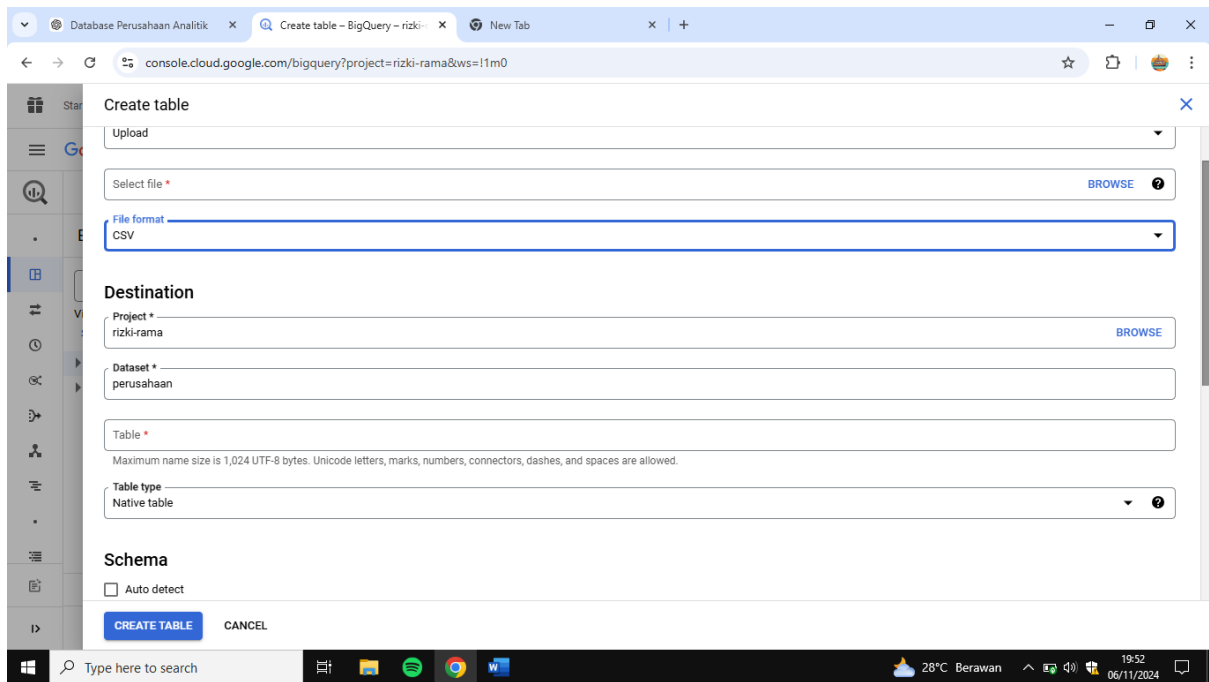 Database Perusahaan Analitik
Create table – BigQuery – rizki-
New Tab
console.cloud.google.com/bigquery?project=rizki-rama&ws=!1m0
Star
Create table
Upload
Select file *
BROWSE
File format
CSV
Destination
Project *
rizki-rama
BROWSE
Dataset *
perusahaan
Table *
Maximum name size is 1,024 UTF-8 bytes. Unicode letters, marks, numbers, connectors, dashes, and spaces are allowed.
Table type
Native table
Schema
Auto detect
CREATE TABLE
CANCEL
Type here to search
28°C Berawan
19:52
06/11/2024